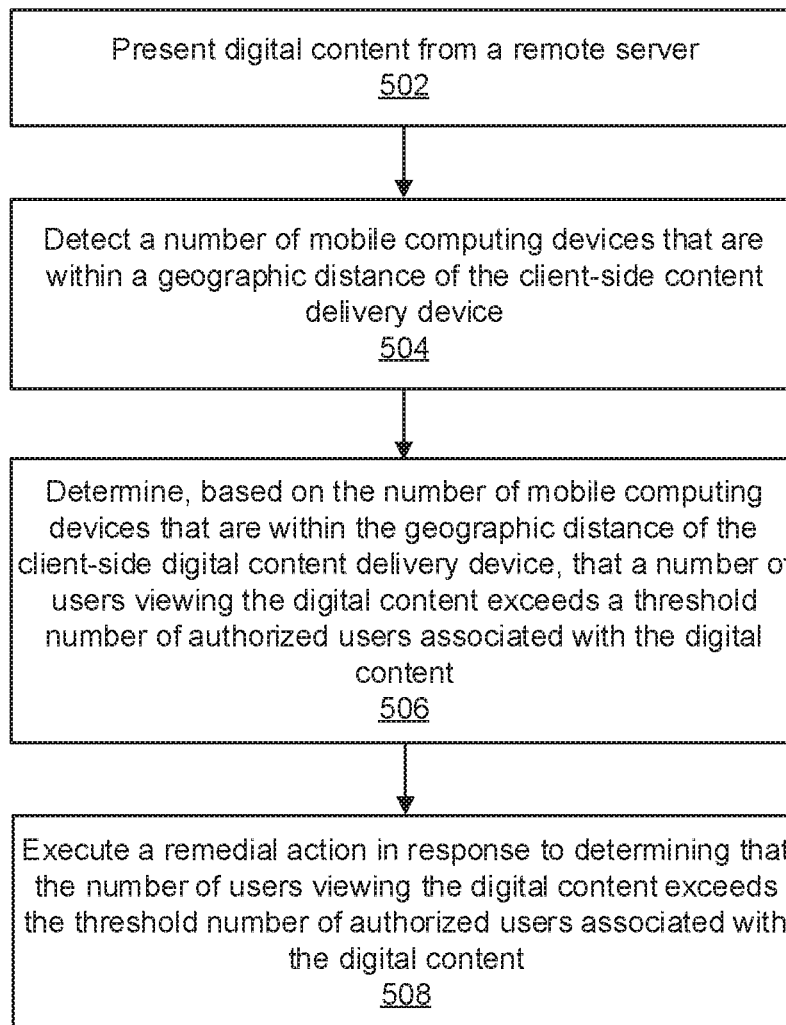 Present digital content from a remote server
502
Detect a number of mobile computing devices that are
within a geographic distance of the client-side content
delivery device
504
Determine, based on the number of mobile computing
devices that are within the geographic distance of the
client-side digital content delivery device, that a number of
users viewing the digital content exceeds a threshold
number of authorized users associated with the digital
content
506
Execute a remedial action in response to determining that
the number of users viewing the digital content exceeds
the threshold number of authorized users associated with
the digital content
508